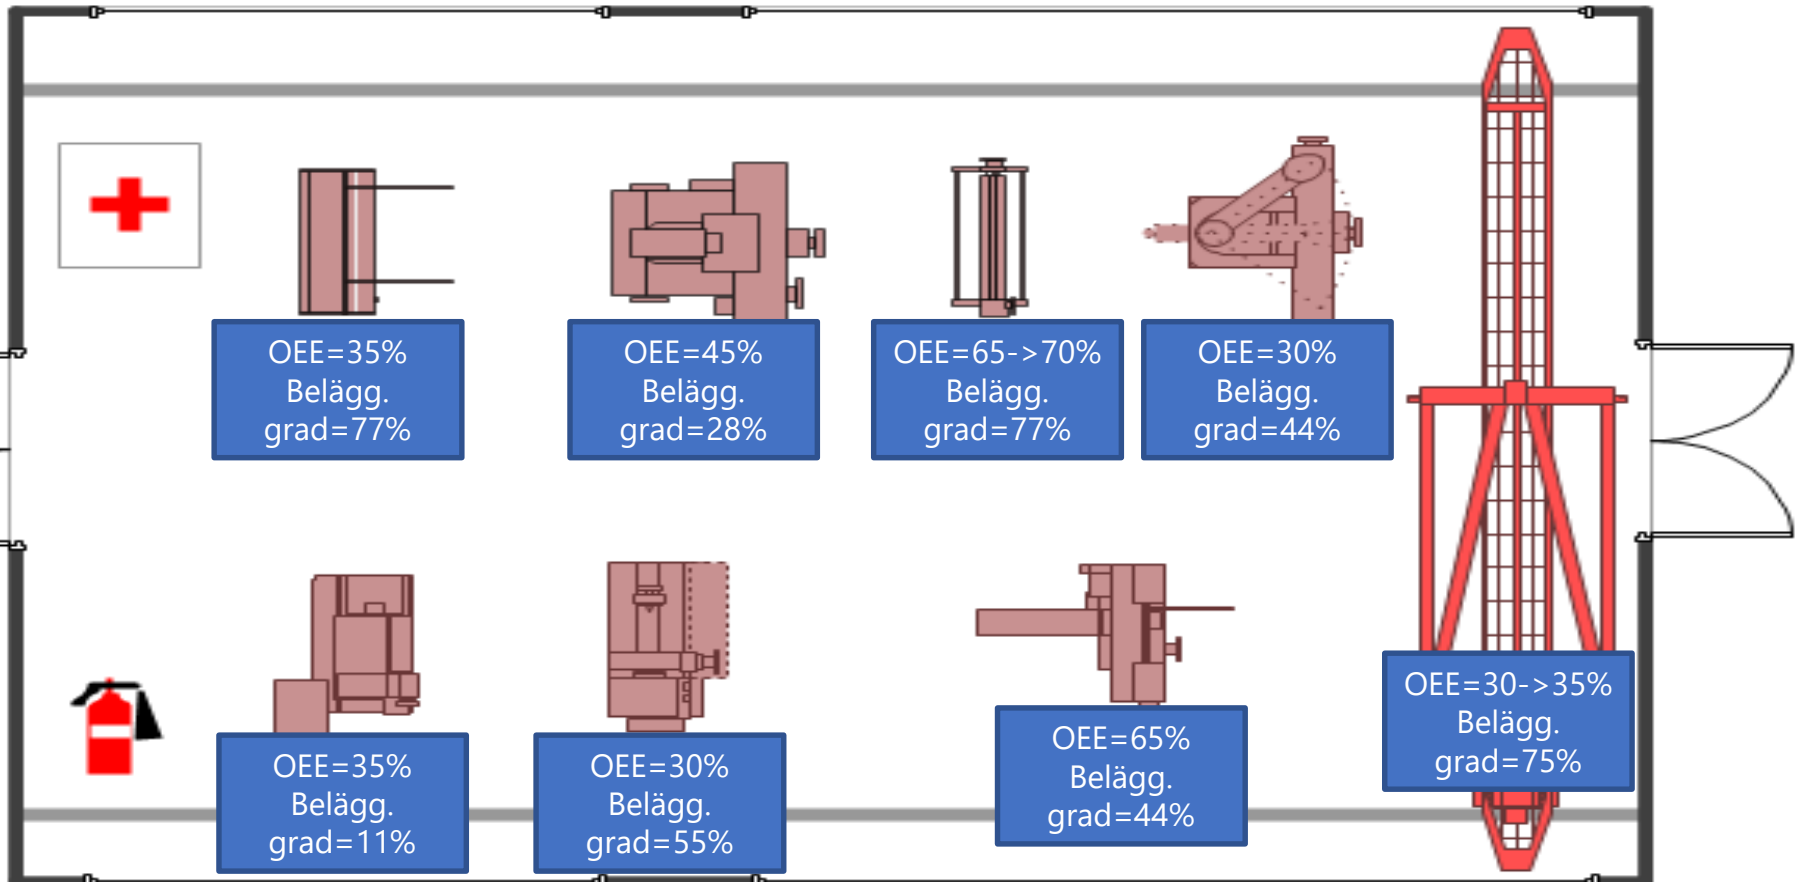 OEE=35%
Belägg.
grad=77%
OEE=45%
Belägg.
grad=28%
OEE=65->70%
Belägg.
grad=77%
OEE=30%
Belägg.
grad=44%
OEE=35%
Belägg.
grad=11%
OEE=30%
Belägg.
grad=55%
OEE=65%
Belägg.
grad=44%
OEE=30->35%
Belägg.
grad=75%